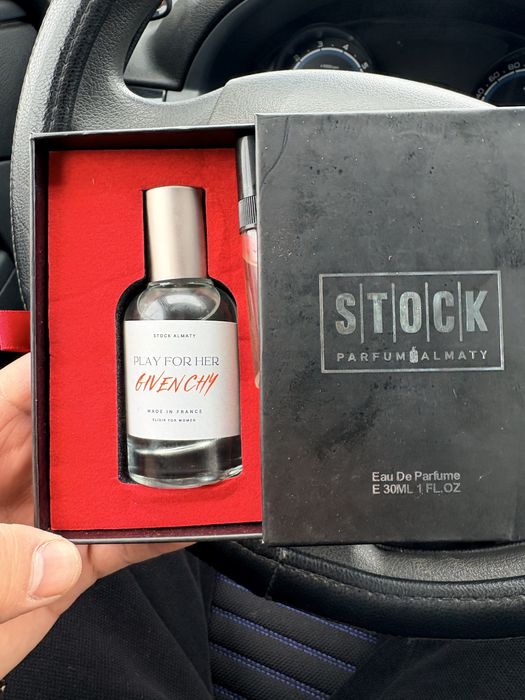 STOCK ALMATY
PLAY FOR HER
GIVENCHY
MADE IN FRANCE
ELIXIR FOR WOMEN
STOCK
PARFUM ALMATY
Eau De Parfume
E 30ML 1 FL.OZ